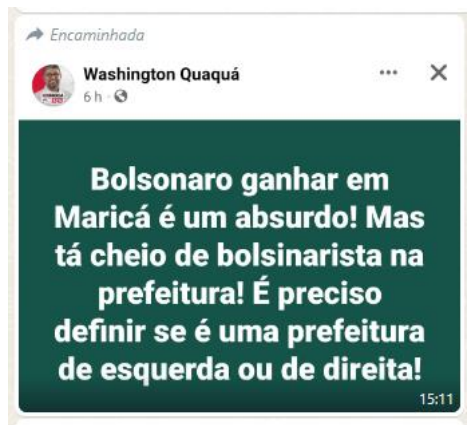 Encaminhada
Washington Quaquá
6 h
Bolsonaro ganhar em
Maricá é um absurdo! Mas
tá cheio de bolsinarista na
prefeitura! É preciso
definir se é uma prefeitura
de esquerda ou de direita!
15:11